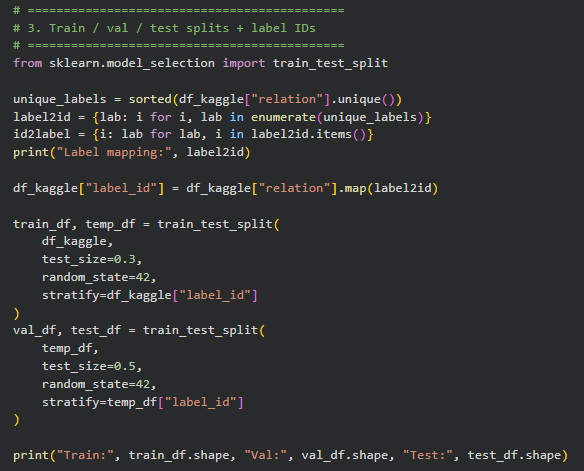 # ============================================
# 3. Train / val / test splits + label IDs
# ============================================
from sklearn.model_selection import train_test_split

unique_labels = sorted(df_kaggle["relation"].unique())
label2id = {lab: i for i, lab in enumerate(unique_labels)}
id2label = {i: lab for lab, i in label2id.items()}
print("Label mapping:", label2id)

df_kaggle["label_id"] = df_kaggle["relation"].map(label2id)

train_df, temp_df = train_test_split(
    df_kaggle,
    test_size=0.3,
    random_state=42,
    stratify=df_kaggle["label_id"]
)
val_df, test_df = train_test_split(
    temp_df,
    test_size=0.5,
    random_state=42,
    stratify=temp_df["label_id"]
)

print("Train:", train_df.shape, "Val:", val_df.shape, "Test:", test_df.shape)